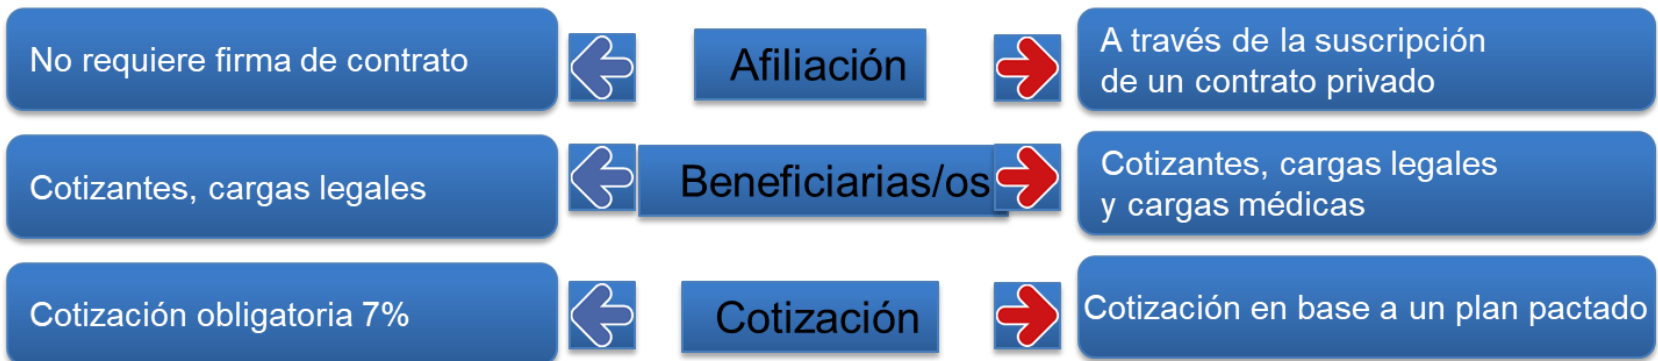 No requiere firma de contrato
Afiliación
A través de la suscripción
de un contrato privado
Cotizantes, cargas legales
Beneficiarias/os
Cotizantes, cargas legales
y cargas médicas
Cotización obligatoria 7%
Cotización
Cotización en base a un plan pactado